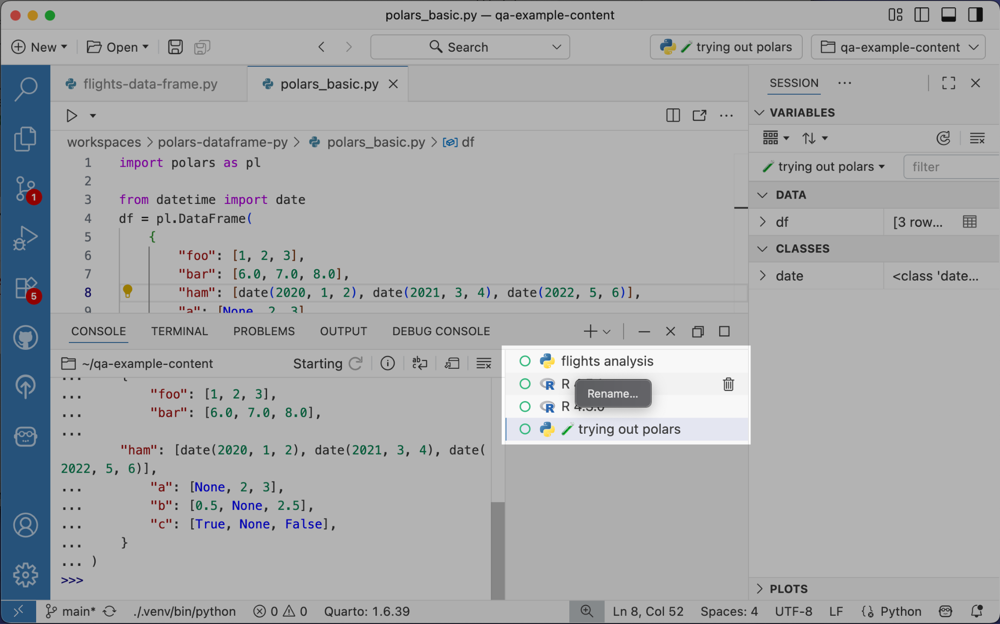 polars_basic.py — qa-example-content
New
Open
Search
trying out polars
qa-example-content
flights-data-frame.py
polars_basic.py
workspaces > polars-dataframe-py > polars_basic.py > df
1 import polars as pl
2
3 from datetime import date
4 df = pl.DataFrame(
5 {
6 "foo": [1, 2, 3],
7 "bar": [6.0, 7.0, 8.0],
8 "ham": [date(2020, 1, 2), date(2021, 3, 4), date(2022, 5, 6)],
9 "a": [None, 2, 3]
1
5
SESSION ...
VARIABLES
trying out polars
filter
DATA
df [3 row...
CLASSES
date <class 'date...
PLOTS
CONSOLE TERMINAL PROBLEMS OUTPUT DEBUG CONSOLE
~/qa-example-content Starting
... {
... "foo": [1, 2, 3],
... "bar": [6.0, 7.0, 8.0],
...
"ham": [date(2020, 1, 2), date(2021, 3, 4), date(
2022, 5, 6)],
... "a": [None, 2, 3],
... "b": [0.5, None, 2.5],
... "c": [True, None, False],
... }
... )
>>>
flights analysis
R
Rename...
R 4.3.0
trying out polars
main* ./.venv/bin/python 0 0 Quarto: 1.6.39
Ln 8, Col 52 Spaces: 4 UTF-8 LF Python